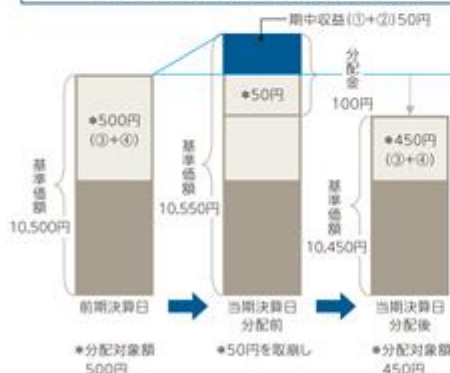 期中収益(①+②)50円
*500円
(③+④)
基準価額
10,500円
前期決算日
*分配対象額
500円
*50円
分配金
100円
基準価額
10,550円
当期決算日
分配前
*50円を取崩し
*450円
(③+④)
基準価額
10,450円
当期決算日
分配後
*分配対象額
450円